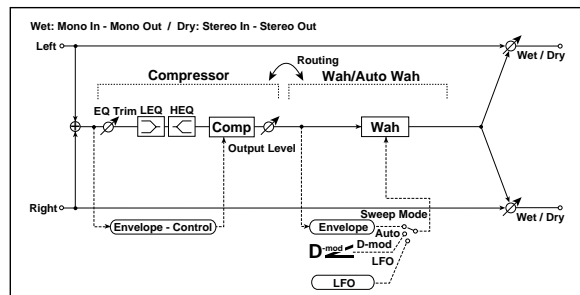 Wet: Mono In - Mono Out / Dry: Stereo In - Stereo Out
Left
Wet / Dry
Routing
Compressor
Wah/Auto Wah
EQ Trim
LEQ
HEQ
Comp
Wah
Output Level
Right
Wet / Dry
Envelope - Control
Envelope
Sweep Mode
Auto
D-mod
D-mod
LFO
LFO